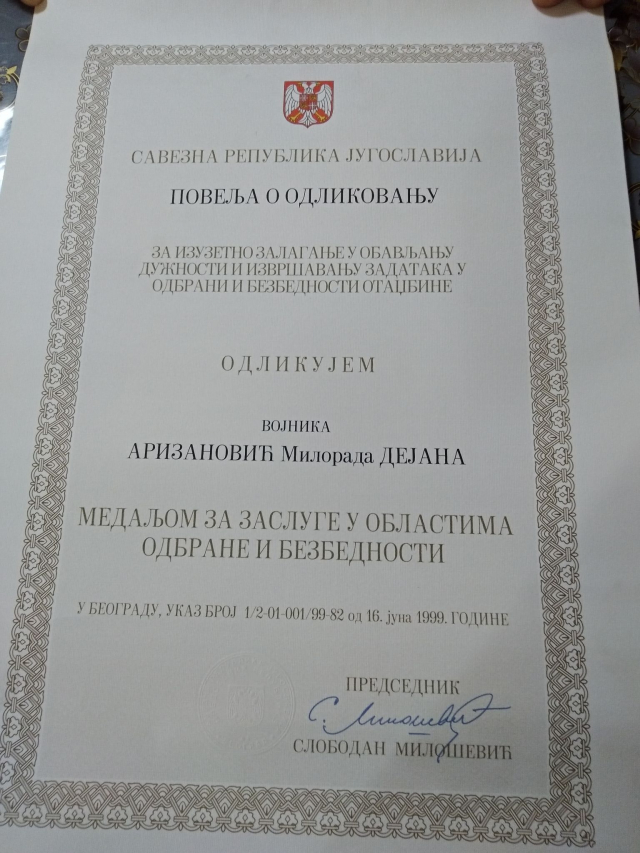 САВЕЗНА РЕПУБЛИКА ЈУГОСЛАВИЈА
ПОВЕЉА О ОДЛИКОВАЊУ
ЗА ИЗУЗЕТНО ЗАЛАГАЊЕ У ОБАВЉАЊУ
ДУЖНОСТИ И ИЗВРШАВАЊУ ЗАДАТАКА У
ОДБРАНИ И БЕЗБЕДНОСТИ ОТАЏБИНЕ
ОДЛИКУЈЕМ
ВОЈНИКА
АРИЗАНОВИЋ Милорада ДЕЈАНА
МЕДАЉОМ ЗА ЗАСЛУГЕ У ОБЛАСТИМА
ОДБРАНЕ И БЕЗБЕДНОСТИ
У БЕОГРАДУ, УКАЗ БРОЈ 1/2-01-001/99-82 од 16. јуна 1999. ГОДИНЕ
ПРЕДСЕДНИК
С. Милошевић
СЛОБОДАН МИЛОШЕВИЋ